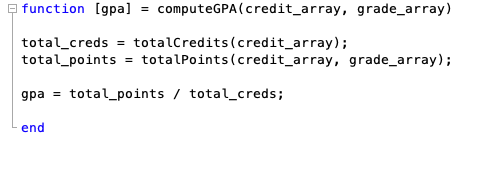 function [gpa] = computeGPA(credit_array, grade_array)
total_creds = totalCredits(credit_array);
total_points = totalPoints(credit_array, grade_array);
gpa = total_points / total_creds;
end